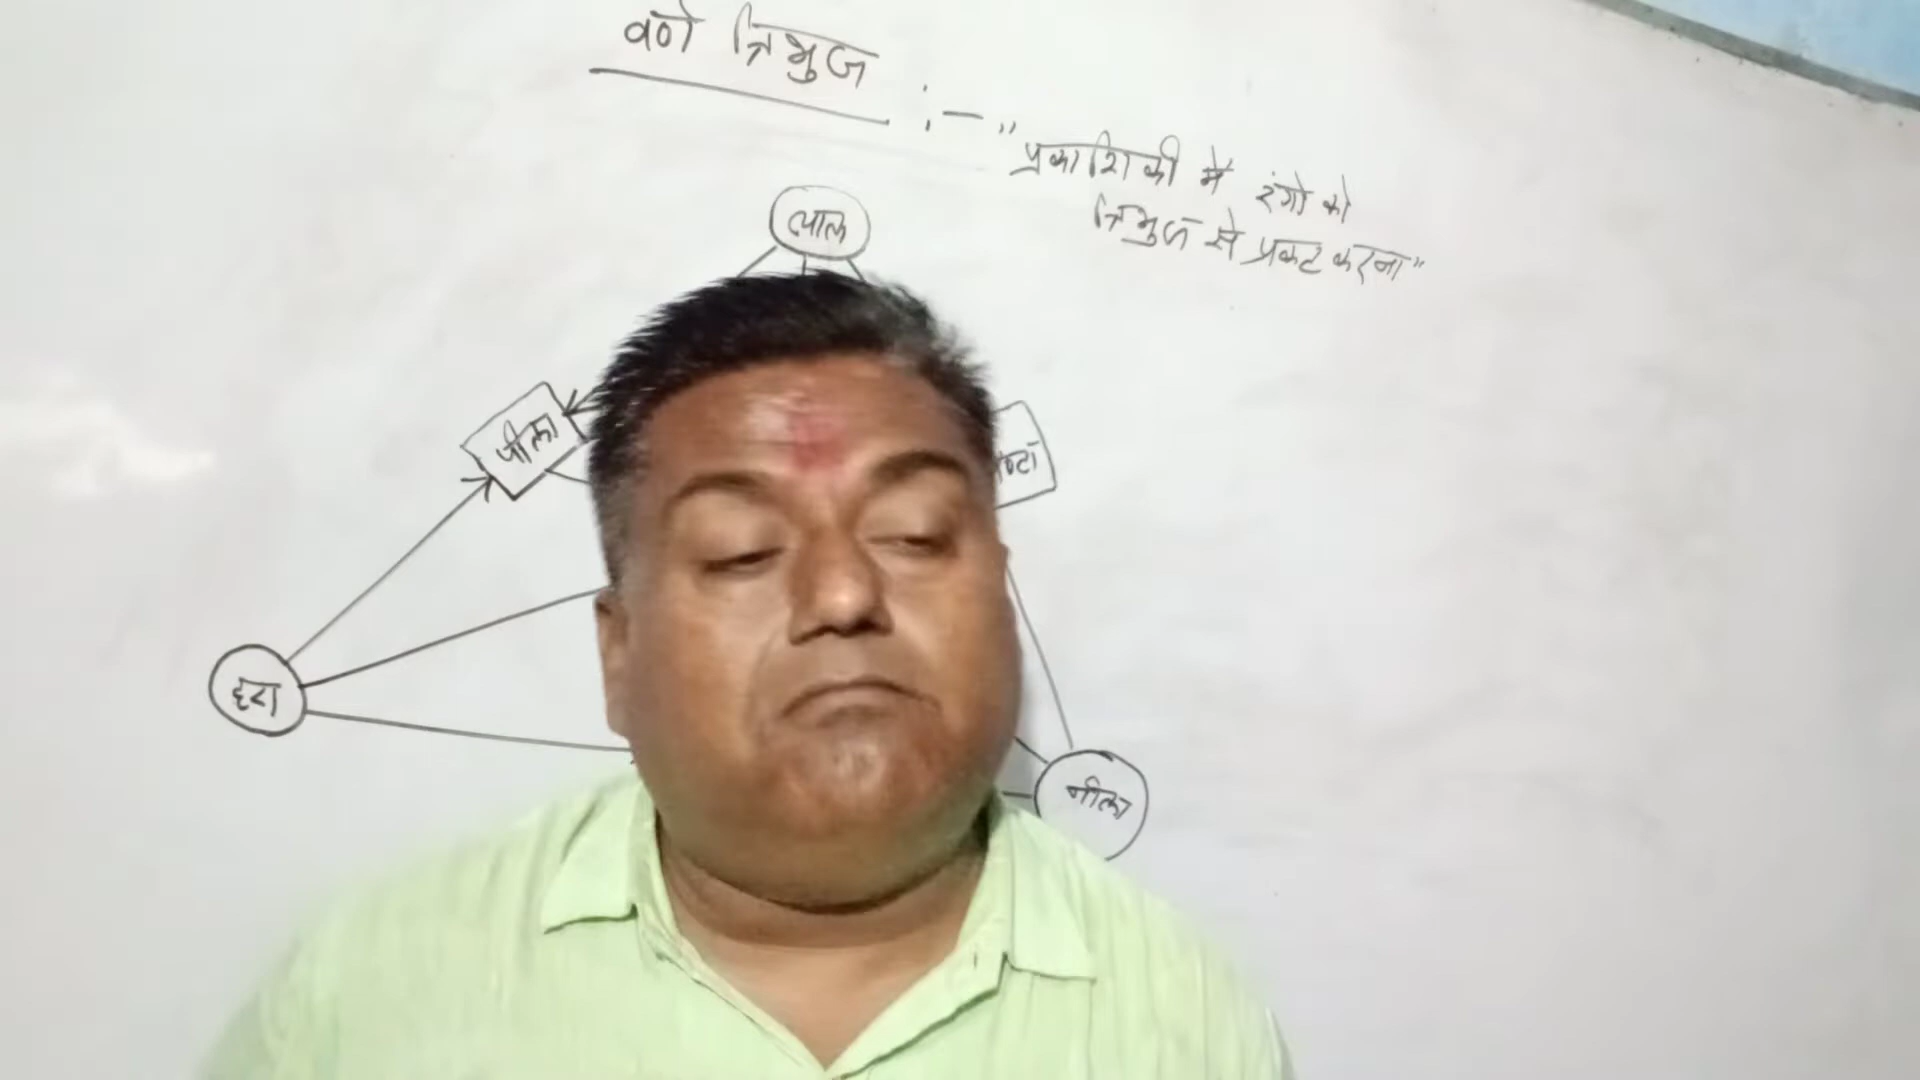 वर्ण त्रिभुज :- "प्रकाशिकी में रंगो को
त्रिभुज से प्रकट करना"
लाल
पीला
ण्टा
हरा
नीला